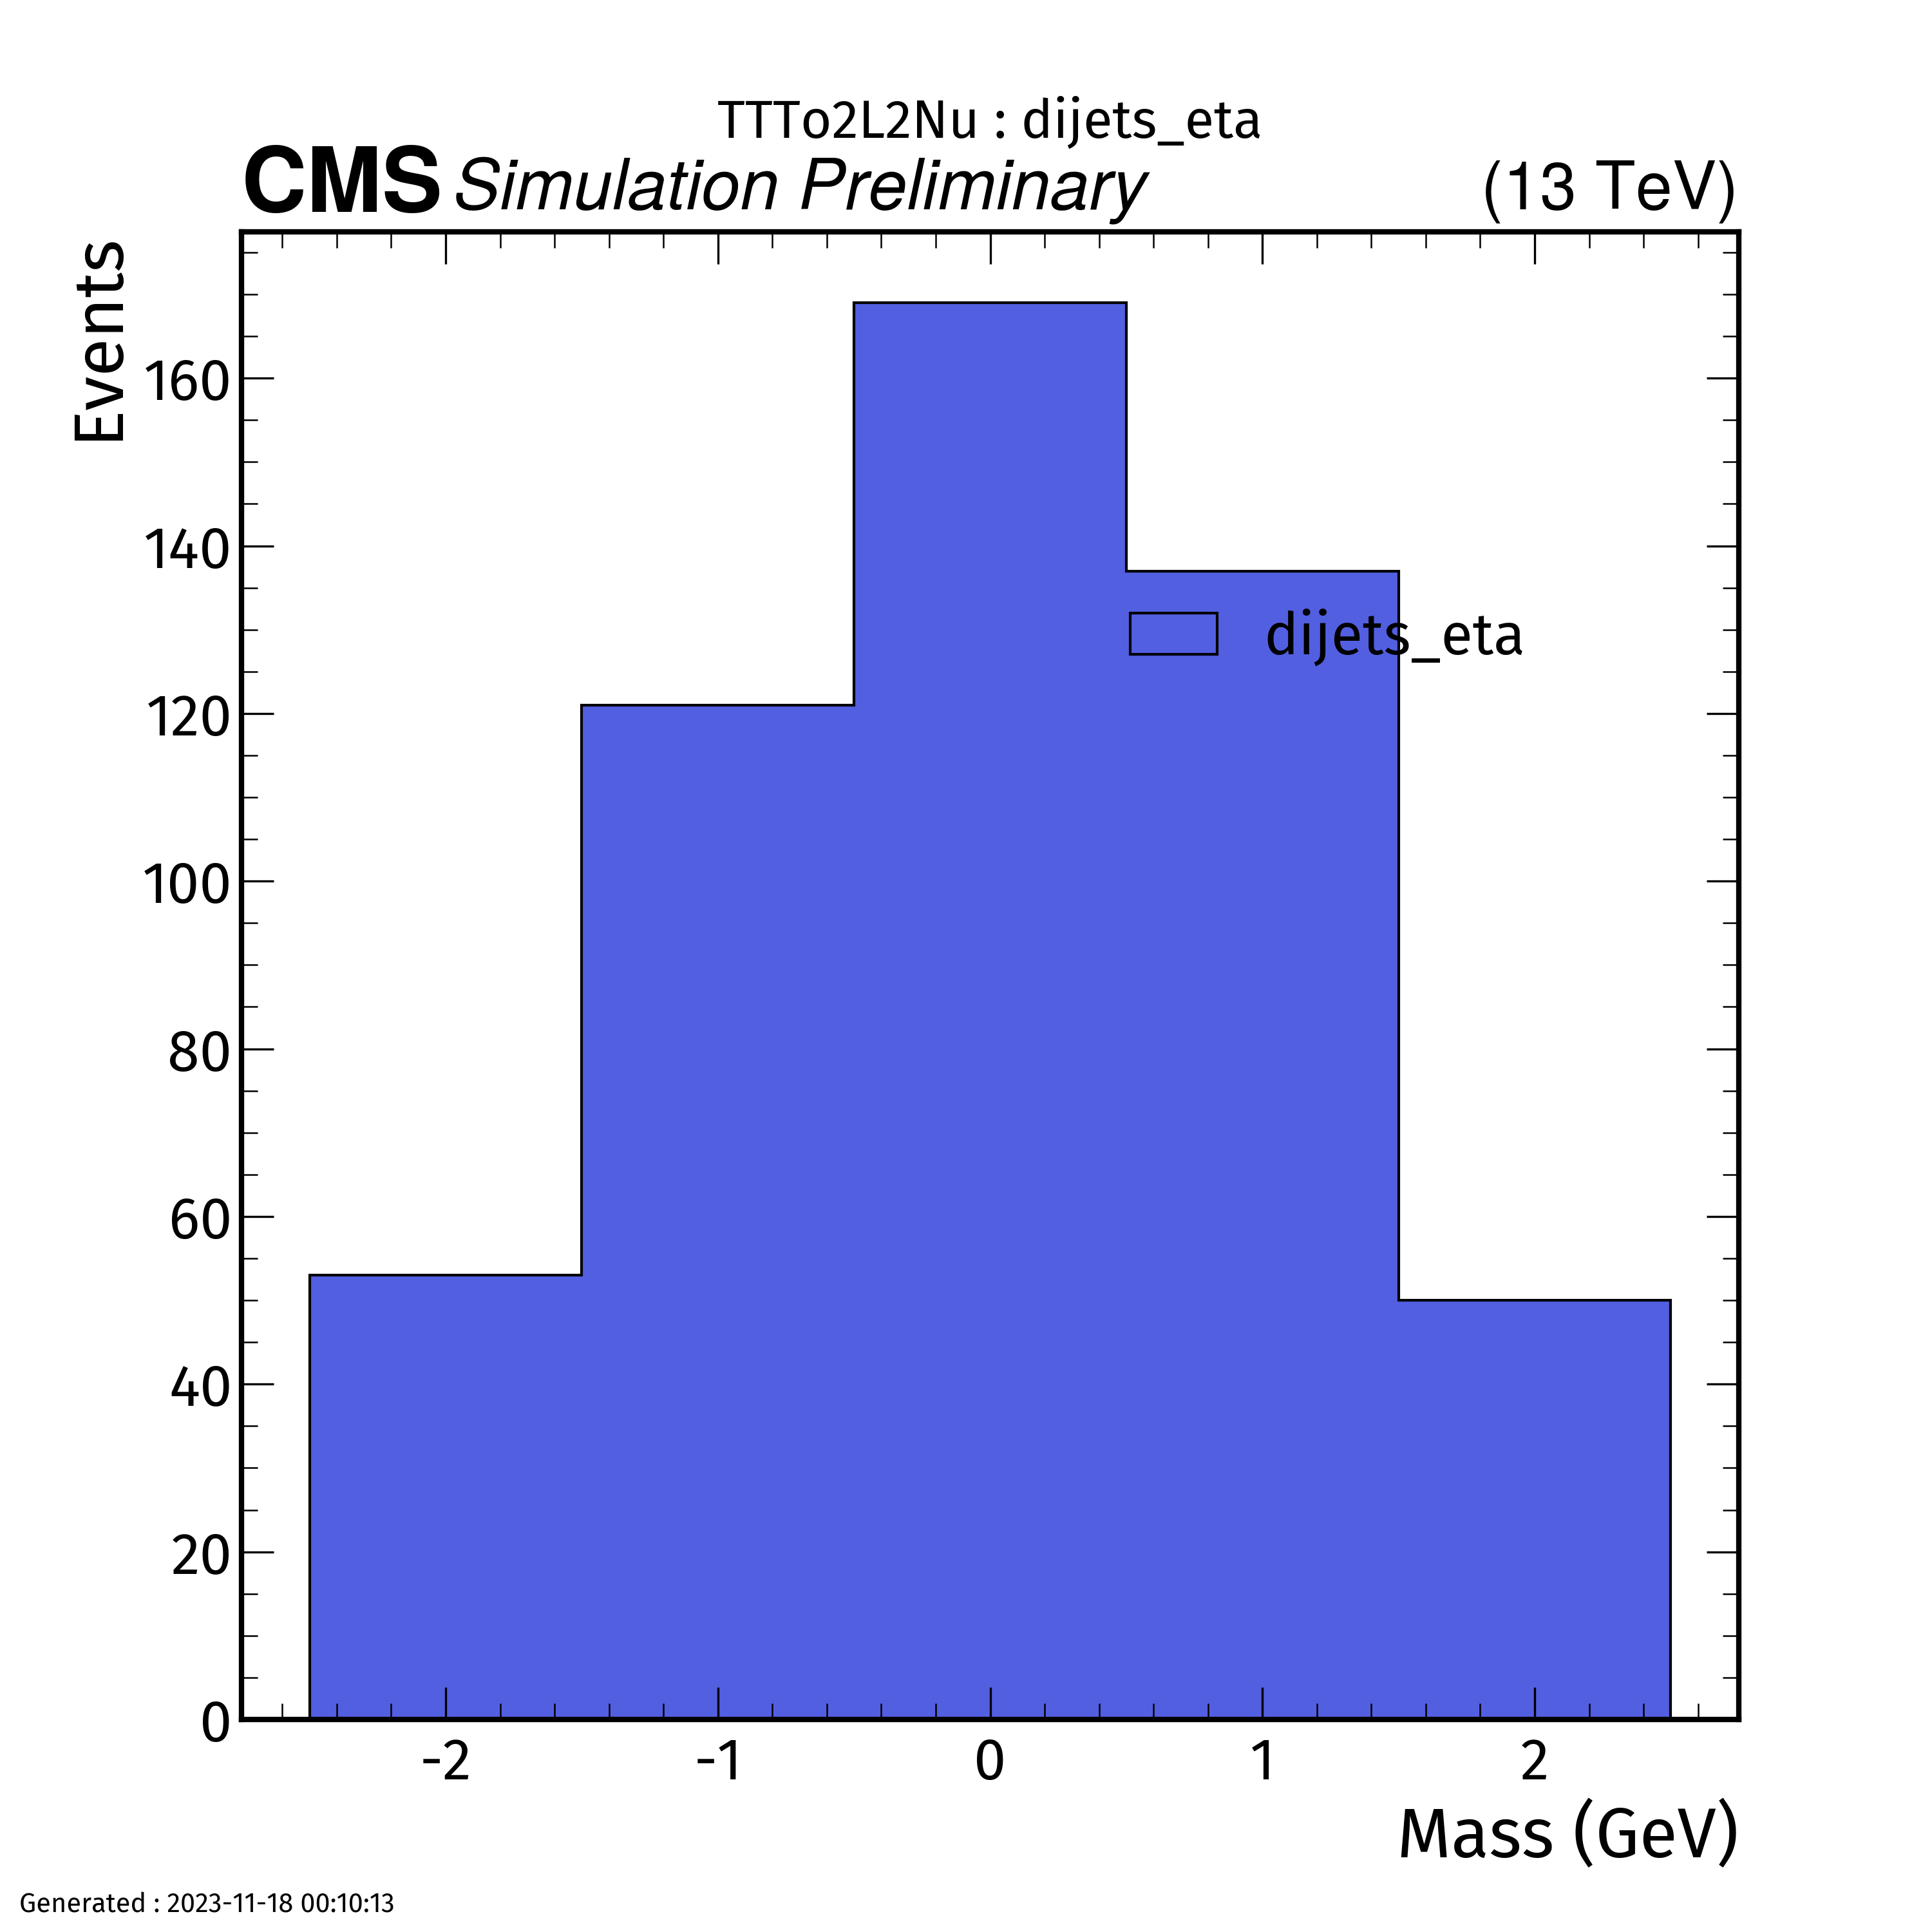 TTTo2L2Nu : dijets_eta
CMS Simulation Preliminary (13 TeV)
Events
160
140
dijets_eta
120
100
80
60
40
20
0
-2 -1 0 1 2
Mass (GeV)
Generated : 2023-11-18 00:10:13